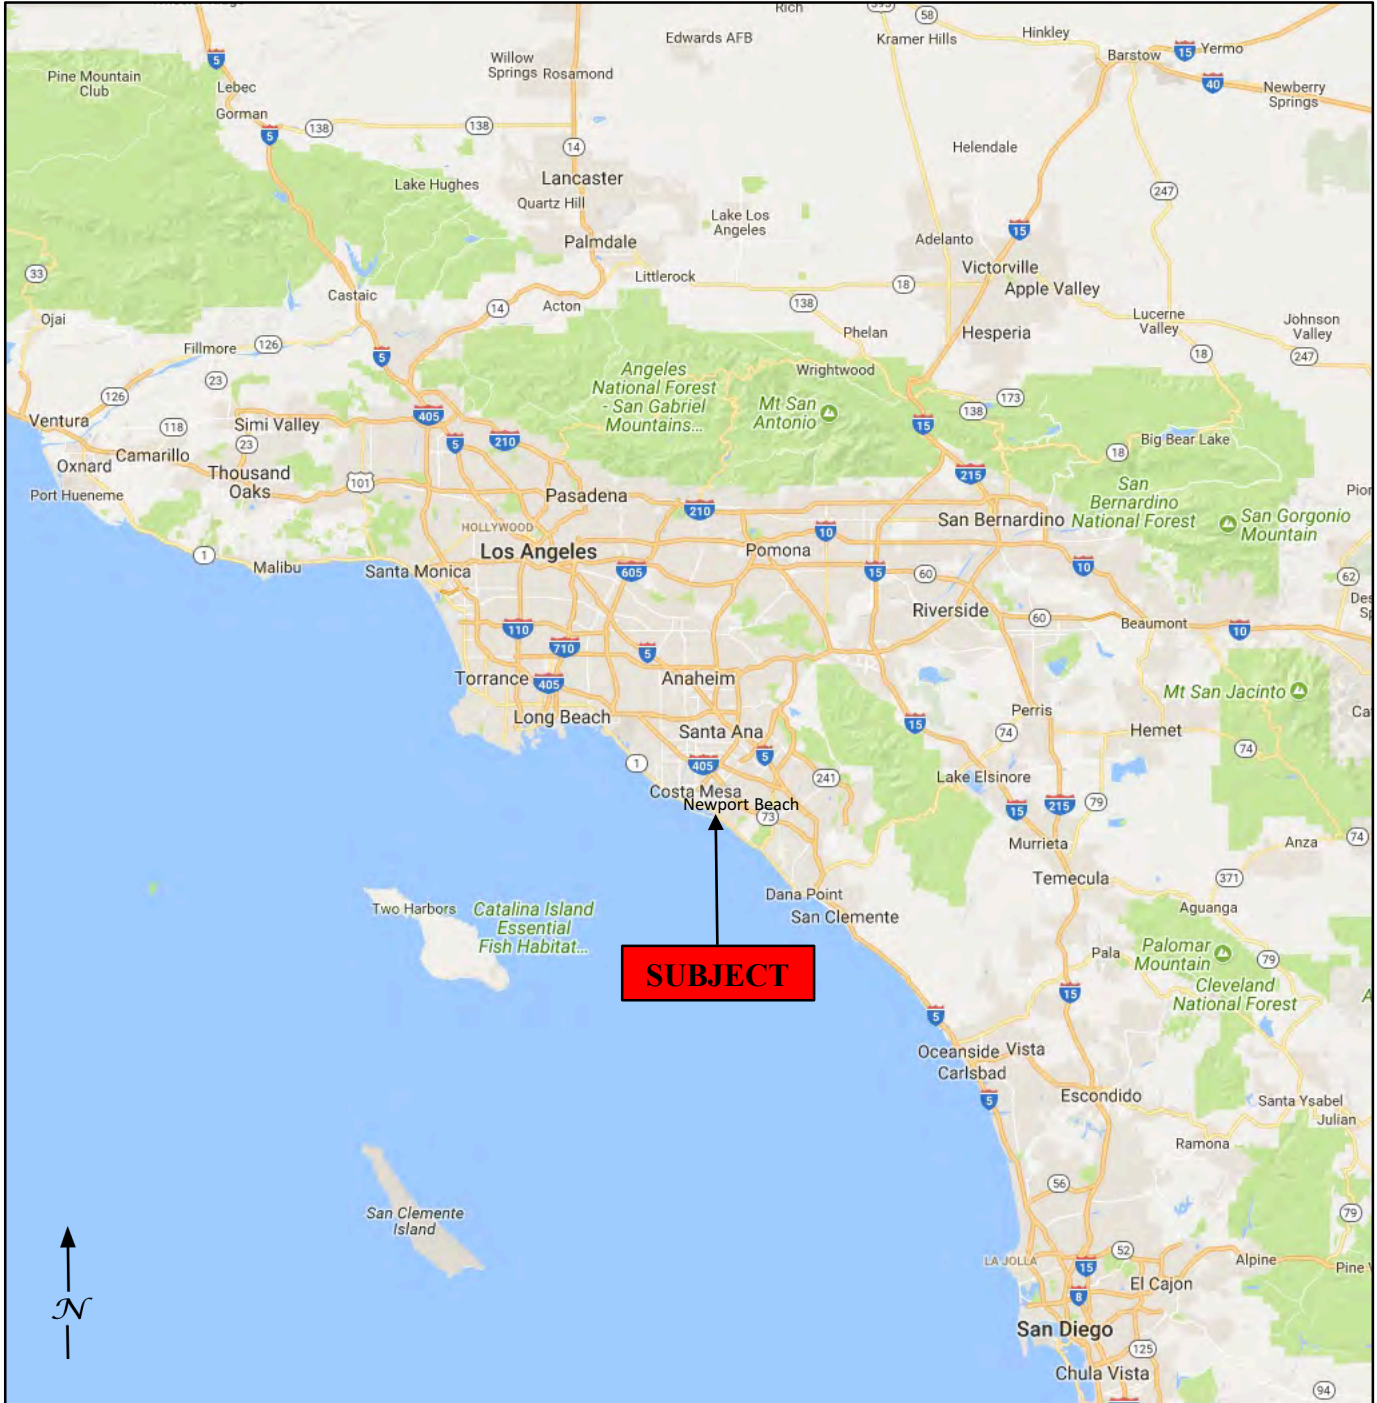 Rich
395
58
Hinkley
Edwards AFB
Kramer Hills
Barstow
15
Yermo
5
Willow
Springs
Rosamond
Pine Mountain
Club
Lebec
40
Newberry
Springs
Gorman
5
138
138
14
Helendale
Lancaster
Lake Hughes
Quartz Hill
247
Lake Los
Angeles
15
Palmdale
Adelanto
33
Littlerock
Victorville
18
Apple Valley
Castaic
14
Acton
138
Ojai
Phelan
Hesperia
Lucerne
Valley
Johnson
Valley
Fillmore
126
5
18
247
23
Angeles
National Forest
- San Gabriel
Mountains...
Wrightwood
126
Mt San
Antonio
173
138
Ventura
118
Simi Valley
405
15
23
5
210
Big Bear Lake
Camarillo
Oxnard
18
Thousand
Oaks
101
215
San
Bernardino
National Forest
Port Hueneme
Pasadena
210
Pior
HOLLYWOOD
10
San Bernardino
San Gorgonio
Mountain
1
Los Angeles
Pomona
Malibu
Santa Monica
605
15
60
10
62
Des
Sp
Riverside
60
Beaumont
10
110
710
5
Torrance
405
Anaheim
Mt San Jacinto
Long Beach
Perris
Ca
15
Santa Ana
74
Hemet
74
1
405
5
241
Lake Elsinore
Costa Mesa
Newport Beach
73
15
215
79
Murrieta
Anza
74
Temecula
371
Dana Point
San Clemente
Aguanga
Two Harbors
Catalina Island
Essential
Fish Habitat...
Pala
Palomar
Mountain
79
SUBJECT
Cleveland
National Forest
15
A
5
Oceanside
Vista
Carlsbad
5
Escondido
Santa Ysabel
Julian
Ramona
56
San Clemente
Island
79
52
LA JOLLA
15
Alpine
Pine V
El Cajon
8
N
San Diego
125
Chula Vista
94